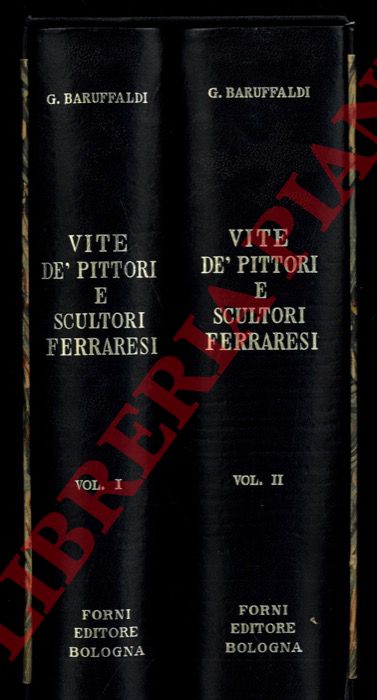 G. BARUFFALDI
VITE
DE' PITTORI
E
SCULTORI
FERRARESI
VOL. I
FORNI
EDITORE
BOLOGNA
G. BARUFFALDI
VITE
DE' PITTORI
E
SCULTORI
FERRARESI
VOL. II
FORNI
EDITORE
BOLOGNA
LIBRERIA PIANI